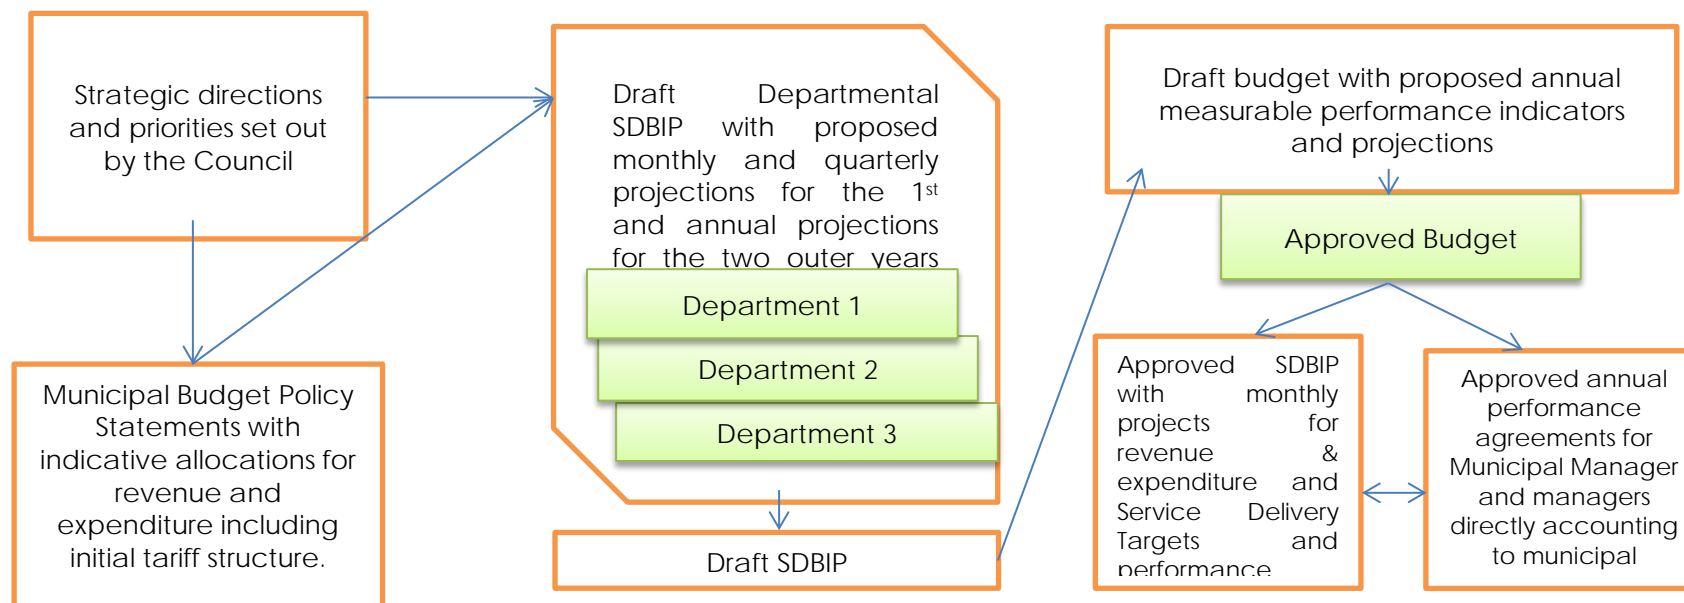 Strategic directions
and priorities set out
by the Council
Municipal Budget Policy
Statements with
indicative allocations for
revenue and
expenditure including
initial tariff structure.
Draft Departmental
SDBIP with proposed
monthly and quarterly
projections for the 1st
and annual projections
for the two outer years
Department 1
Department 2
Department 3
Draft SDBIP
Draft budget with proposed annual
measurable performance indicators
and projections
Approved Budget
Approved SDBIP
with monthly
projects for
revenue &
expenditure and
Service Delivery
Targets and
performance
Approved annual
performance
agreements for
Municipal Manager
and managers
directly accounting
to municipal